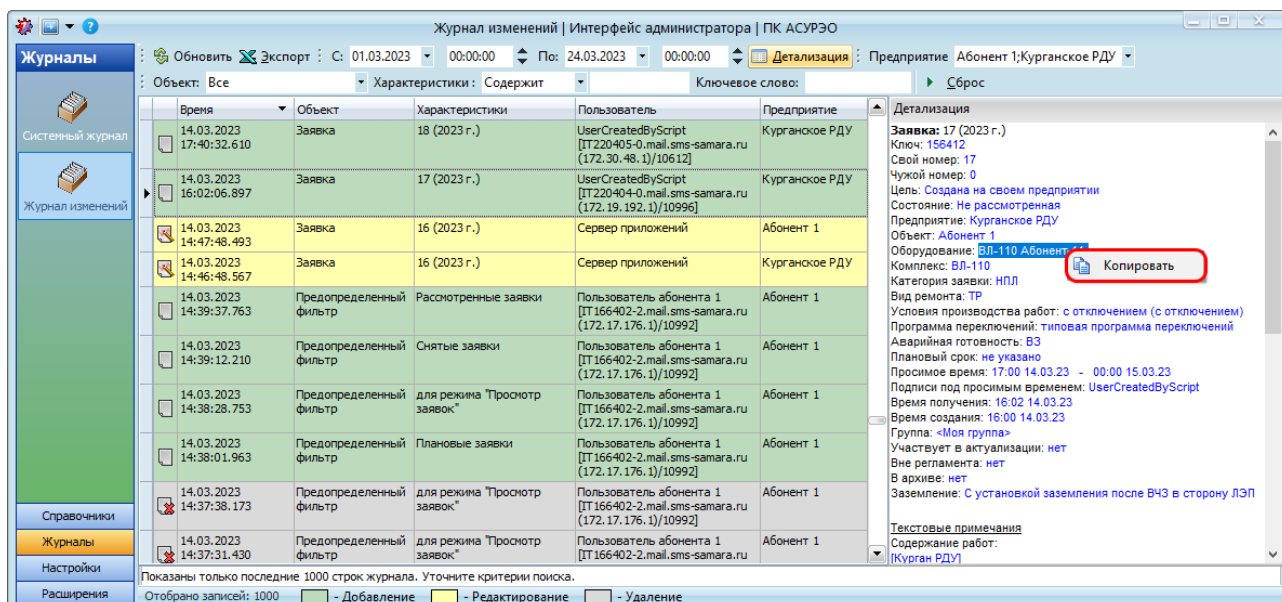 Журнал изменений | Интерфейс администратора | ПК АСУРЭО
Журналы
Обновить Экспорт С: 01.03.2023 00:00:00 По: 24.03.2023 00:00:00 Детализация Предприятие Абонент 1;Курганское РДУ
Объект: Все Характеристики: Содержит Ключевое слово: Сброс
Системный журнал
Журнал изменений
Время Объект Характеристики Пользователь Предприятие
14.03.2023 Заявка 18 (2023 г.) UserCreatedByScript Курганское РДУ
17:40:32.610 [IT220405-0.mail.sms-samara.ru
(172.30.48.1)/10612]
14.03.2023 Заявка 17 (2023 г.) UserCreatedByScript Курганское РДУ
16:02:06.897 [IT220404-0.mail.sms-samara.ru
(172.19.192.1)/10996]
14.03.2023 Заявка 16 (2023 г.) Сервер приложений Абонент 1
14:47:48.493
14.03.2023 Заявка 16 (2023 г.) Сервер приложений Курганское РДУ
14:46:48.567
14.03.2023 Предопределенный Рассмотренные заявки Пользователь абонента 1 Абонент 1
14:39:37.763 фильтр [IT166402-2.mail.sms-samara.ru
(172.17.176.1)/10992]
14.03.2023 Предопределенный Снятые заявки Пользователь абонента 1 Абонент 1
14:39:12.210 фильтр [IT166402-2.mail.sms-samara.ru
(172.17.176.1)/10992]
14.03.2023 Предопределенный для режима "Просмотр Пользователь абонента 1 Абонент 1
14:38:28.753 фильтр заявок" [IT166402-2.mail.sms-samara.ru
(172.17.176.1)/10992]
14.03.2023 Предопределенный Плановые заявки Пользователь абонента 1 Абонент 1
14:38:01.963 фильтр [IT166402-2.mail.sms-samara.ru
(172.17.176.1)/10992]
14.03.2023 Предопределенный для режима "Просмотр Пользователь абонента 1 Абонент 1
14:37:38.173 фильтр заявок" [IT166402-2.mail.sms-samara.ru
(172.17.176.1)/10992]
14.03.2023 Предопределенный для режима "Просмотр Пользователь абонента 1 Абонент 1
14:37:31.430 фильтр заявок" [IT166402-2.mail.sms-samara.ru
Детализация
Заявка: 17 (2023 г.)
Ключ: 156412
Свой номер: 17
Чужой номер: 0
Цель: Создана на своем предприятии
Состояние: Не рассмотренная
Предприятие: Курганское РДУ
Объект: Абонент 1
Оборудование: ВЛ-110 Абонент
Копировать
Комплекс: ВЛ-110
Категория заявки: НПЛ
Вид ремонта: ТР
Условия производства работ: с отключением (с отключением)
Программа переключений: типовая программа переключений
Аварийная готовность: ВЗ
Плановый срок: не указано
Просимое время: 17:00 14.03.23 - 00:00 15.03.23
Подписи под просимым временем: UserCreatedByScript
Время получения: 16:02 14.03.23
Время создания: 16:00 14.03.23
Группа: <Моя группа>
Участвует в актуализации: нет
Вне регламента: нет
В архиве: нет
Заземление: С установкой заземления после ВЧЗ в сторону ЛЭП
Текстовые примечания
Содержание работ:
[Курган РДУ]
Справочники
Журналы
Настройки
Расширения
Показаны только последние 1000 строк журнала. Уточните критерии поиска.
Отобрано записей: 1000 - Добавление - Редактирование - Удаление